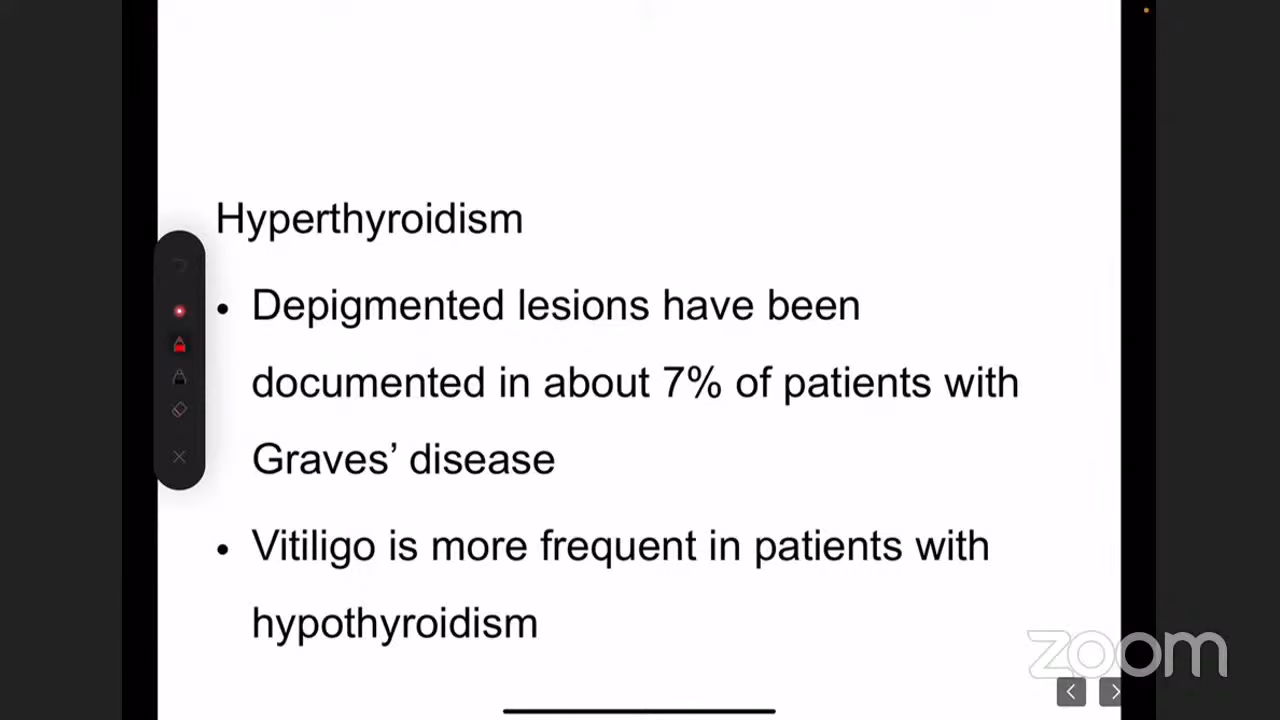 Hyperthyroidism
• Depigmented lesions have been
documented in about 7% of patients with
Graves’ disease
• Vitiligo is more frequent in patients with
hypothyroidism
zoom